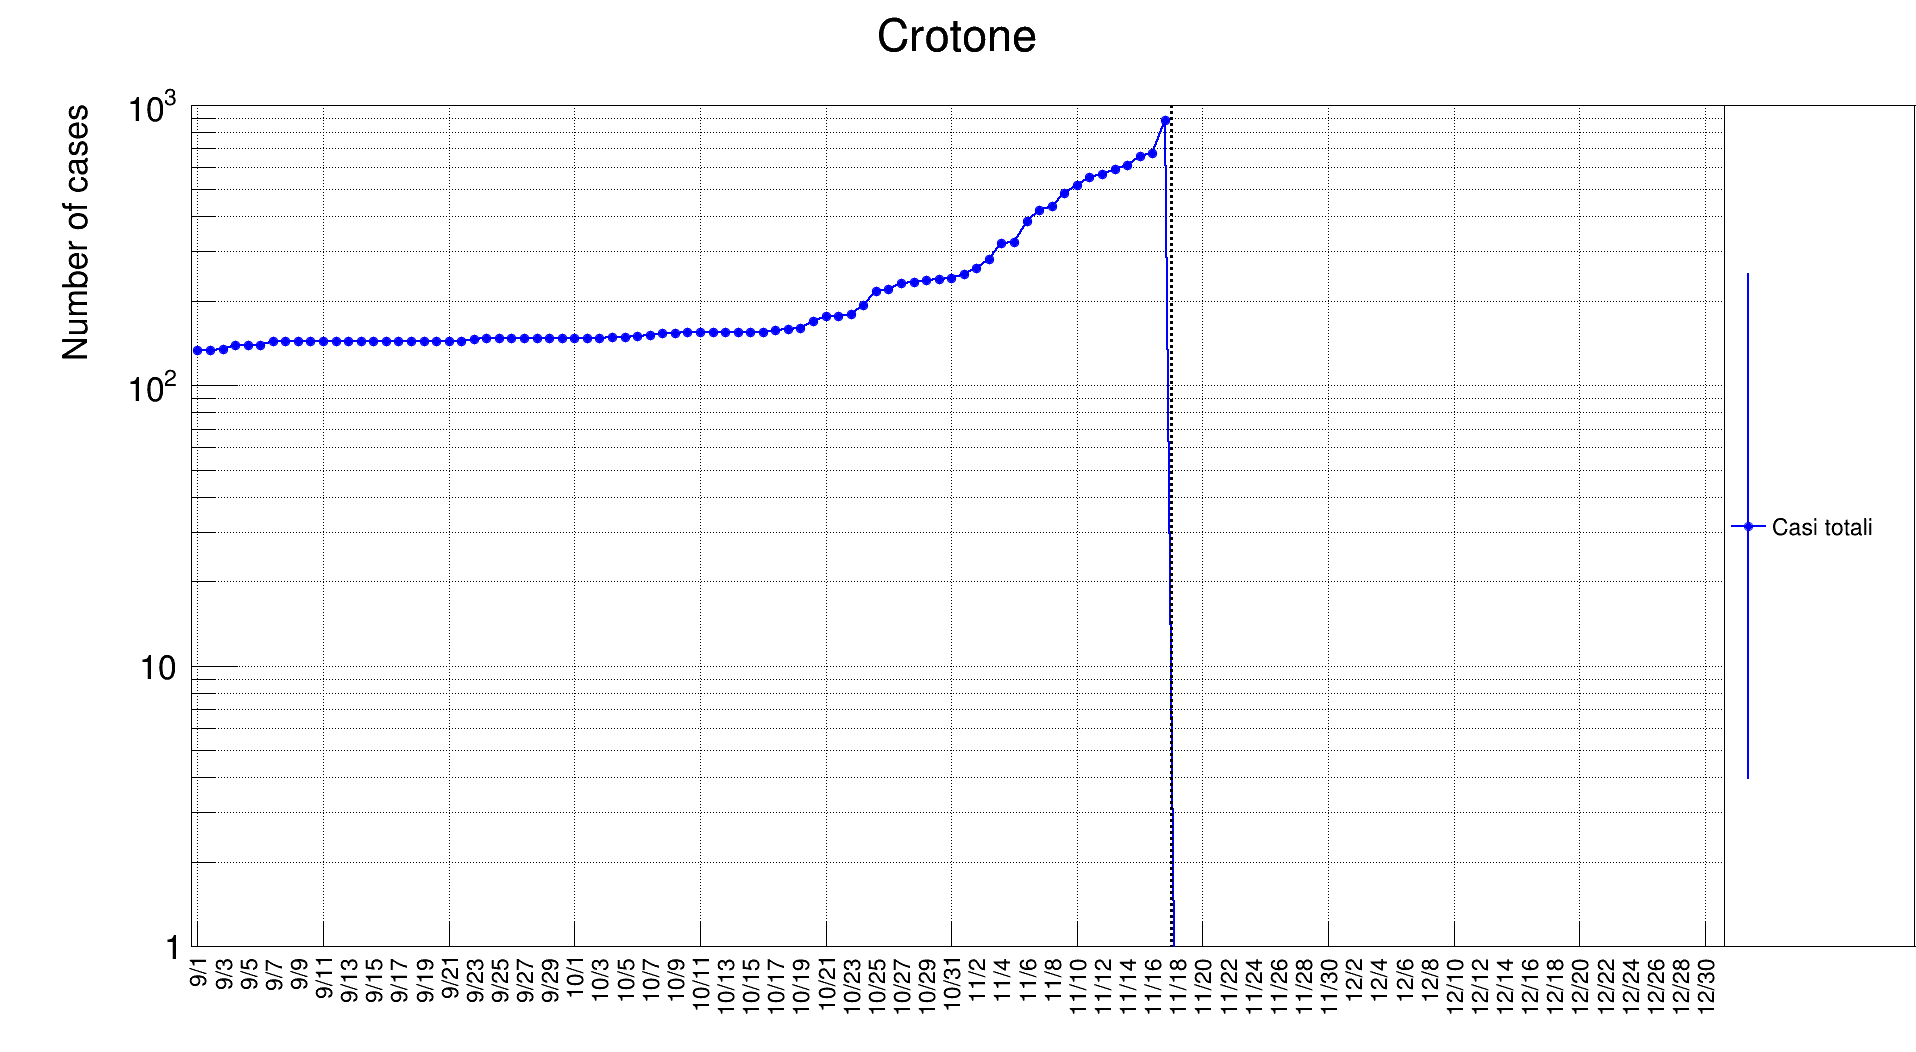 Crotone
Number of cases
10³
10²
10
1
9/1 9/3 9/5 9/7 9/9 9/11 9/13 9/15 9/17 9/19 9/21 9/23 9/25 9/27 9/29 10/1 10/3 10/5 10/7 10/9 10/11 10/13 10/15 10/17 10/19 10/21 10/23 10/25 10/27 10/29 10/31 11/2 11/4 11/6 11/8 11/10 11/12 11/14 11/16 11/18 11/20 11/22 11/24 11/26 11/28 11/30 12/2 12/4 12/6 12/8 12/10 12/12 12/14 12/16 12/18 12/20 12/22 12/24 12/26 12/28 12/30
Casi totali